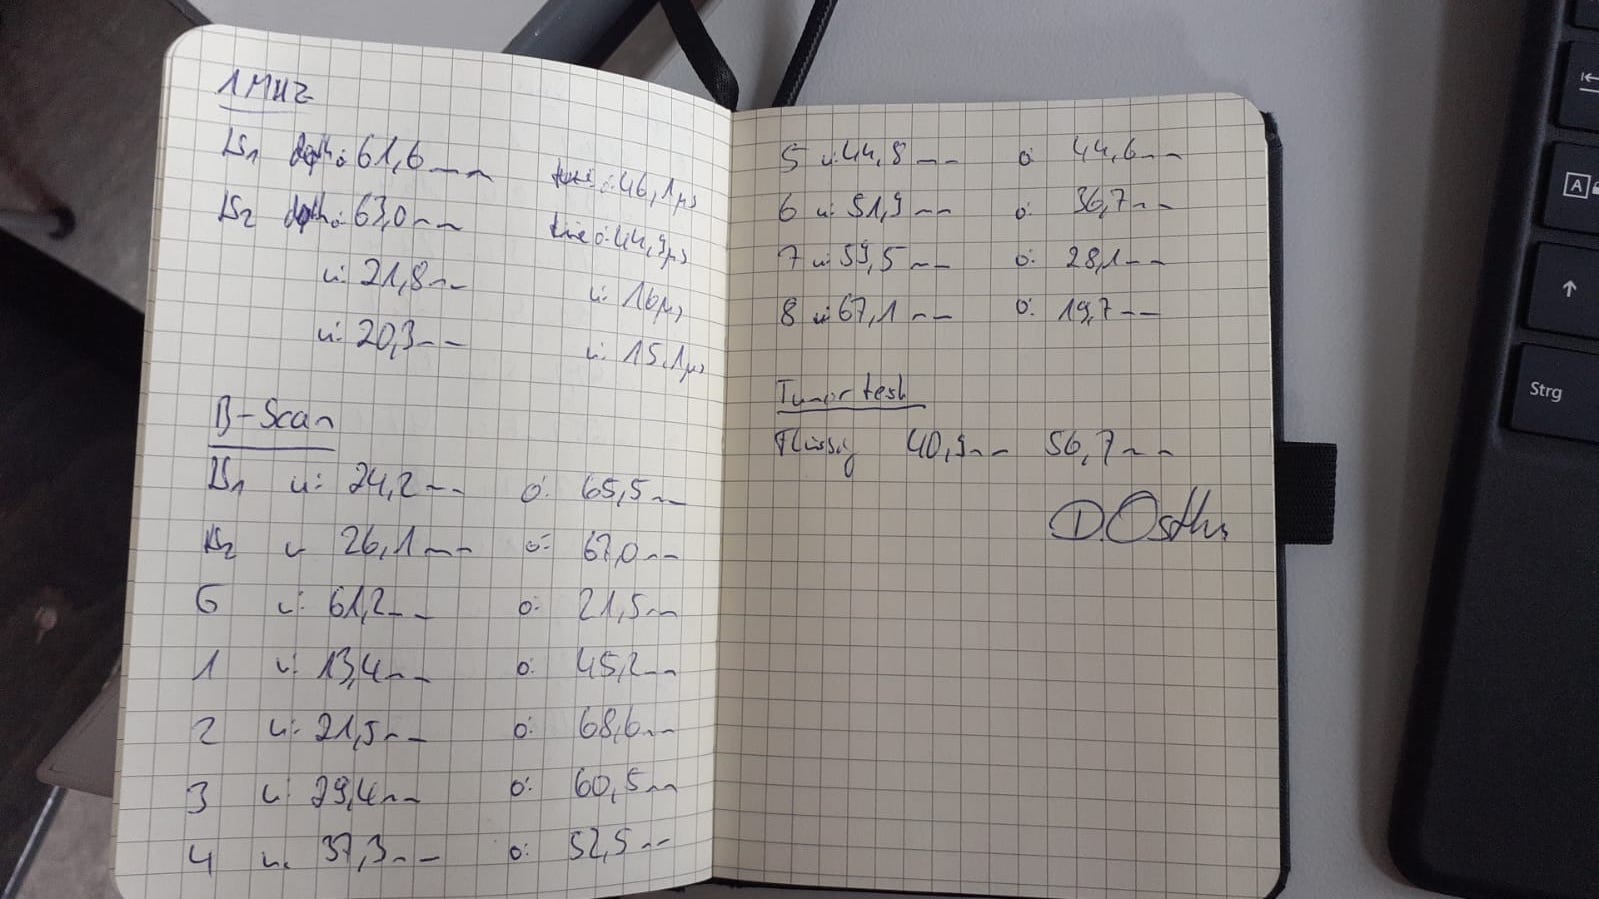 1 MHz
LS1 depth o: 61,6 mm time o: 46,1 µs
LS2 depth o: 63,0 mm time o: 44,9 µs
u: 21,8 mm u: 16 µs
u: 20,3 mm u: 15,1 µs
B-Scan
LS1 u: 24,2 mm o: 65,5 mm
LS2 u 26,1 mm o: 67,0 mm
G u: 61,2 mm o: 21,5 mm
1 u: 13,4 mm o: 45,2 mm
2 u: 21,5 mm o: 68,6 mm
3 u: 29,4 mm o: 60,5 mm
4 u: 37,3 mm o: 52,5 mm
5 u: 44,8 mm o: 44,6 mm
6 u: 51,9 mm o: 36,7 mm
7 u: 59,5 mm o: 28,1 mm
8 u: 67,1 mm o: 19,7 mm
Tumor test
Flüssig 40,9 mm 56,7 mm
A
Strg